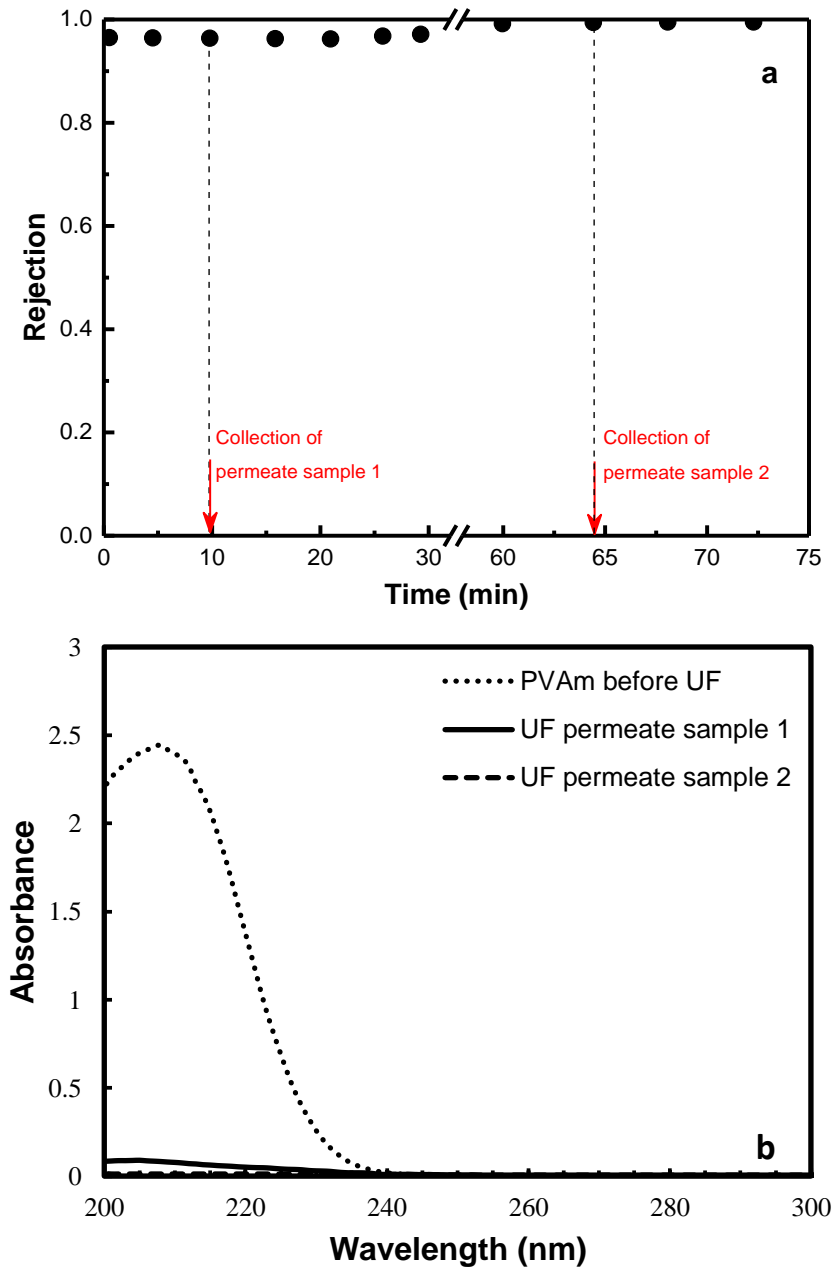 1.0
a
0.8
0.6
Rejection
0.4
0.2
Collection of
permeate sample 1
Collection of
permeate sample 2
0.0
0 10 20 30 60 65 70 75
Time (min)
3
PVAm before UF
2.5
UF permeate sample 1
UF permeate sample 2
2
1.5
Absorbance
1
0.5
b
0
200 220 240 260 280 300
Wavelength (nm)